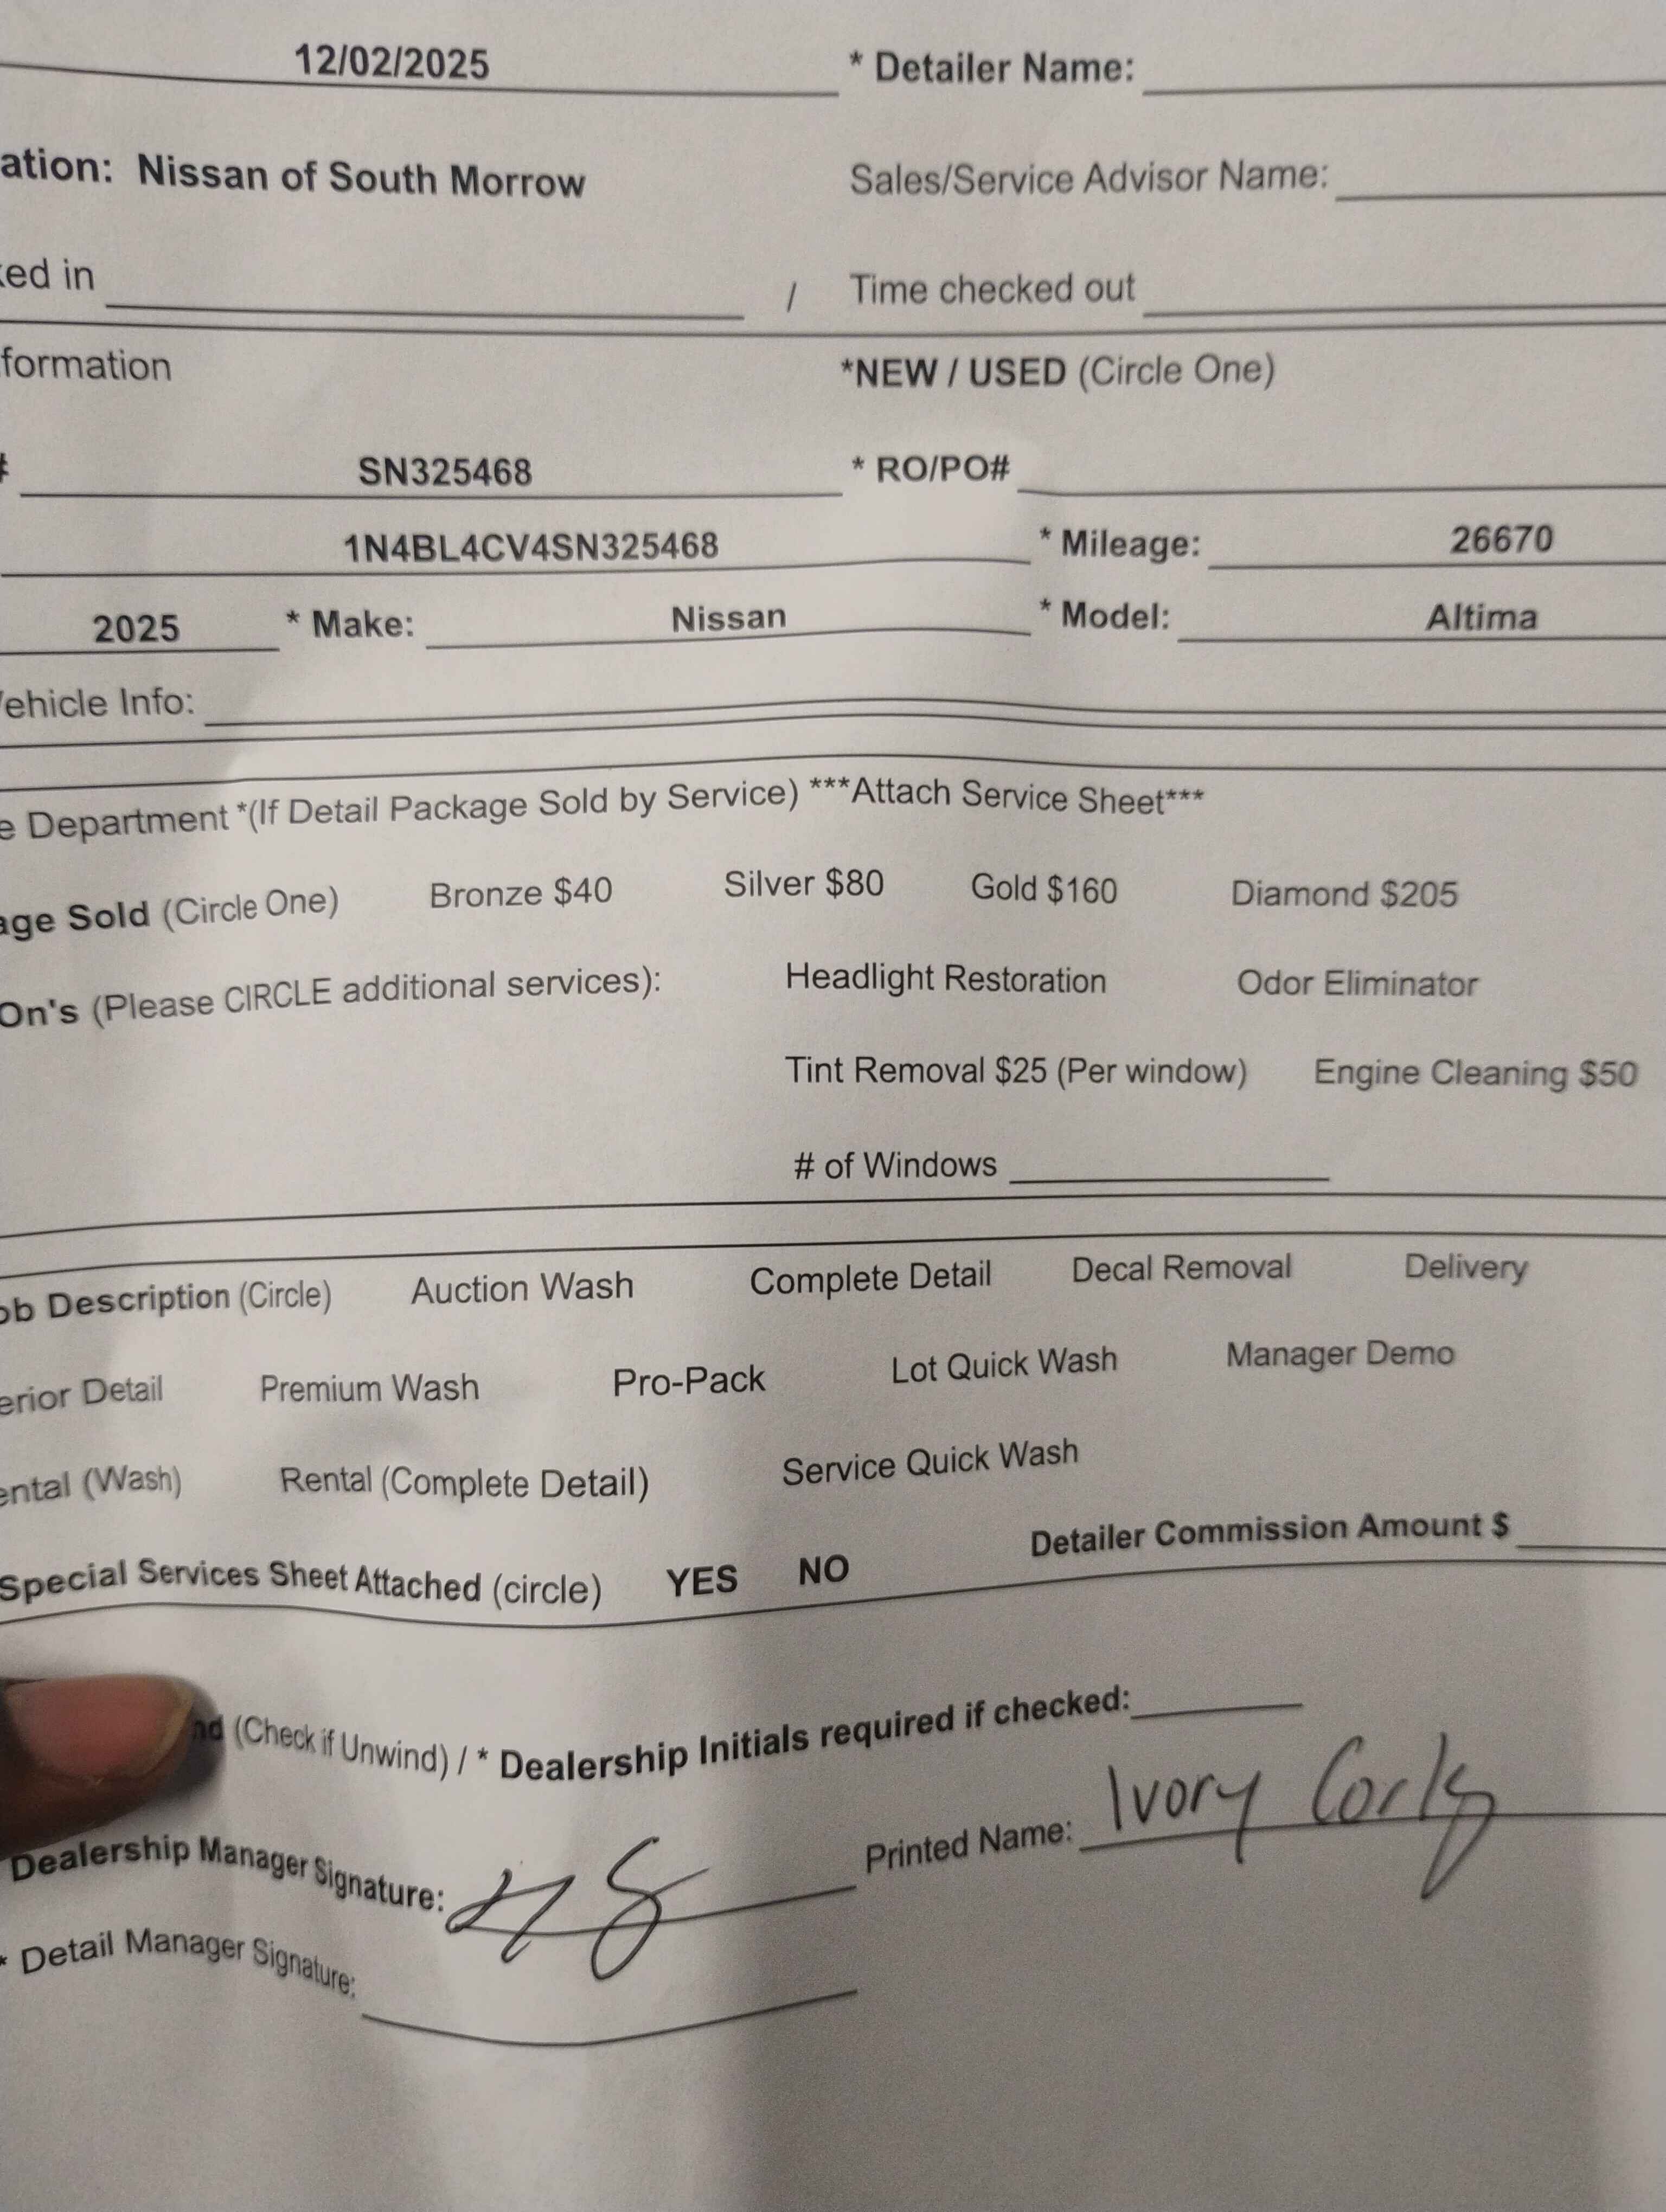 12/02/2025 * Detailer Name:
ation: Nissan of South Morrow Sales/Service Advisor Name:
ked in / Time checked out
formation *NEW / USED (Circle One)
# SN325468 * RO/PO#
1N4BL4CV4SN325468 * Mileage: 26670
2025 * Make: Nissan * Model: Altima
Vehicle Info:
e Department *(If Detail Package Sold by Service) ***Attach Service Sheet***
age Sold (Circle One) Bronze $40 Silver $80 Gold $160 Diamond $205
On's (Please CIRCLE additional services): Headlight Restoration Odor Eliminator
Tint Removal $25 (Per window) Engine Cleaning $50
# of Windows
ob Description (Circle) Auction Wash Complete Detail Decal Removal Delivery
erior Detail Premium Wash Pro-Pack Lot Quick Wash Manager Demo
ental (Wash) Rental (Complete Detail) Service Quick Wash
Special Services Sheet Attached (circle) YES NO Detailer Commission Amount $
nd (Check if Unwind) / * Dealership Initials required if checked:
Dealership Manager Signature: Printed Name: Ivory
* Detail Manager Signature: